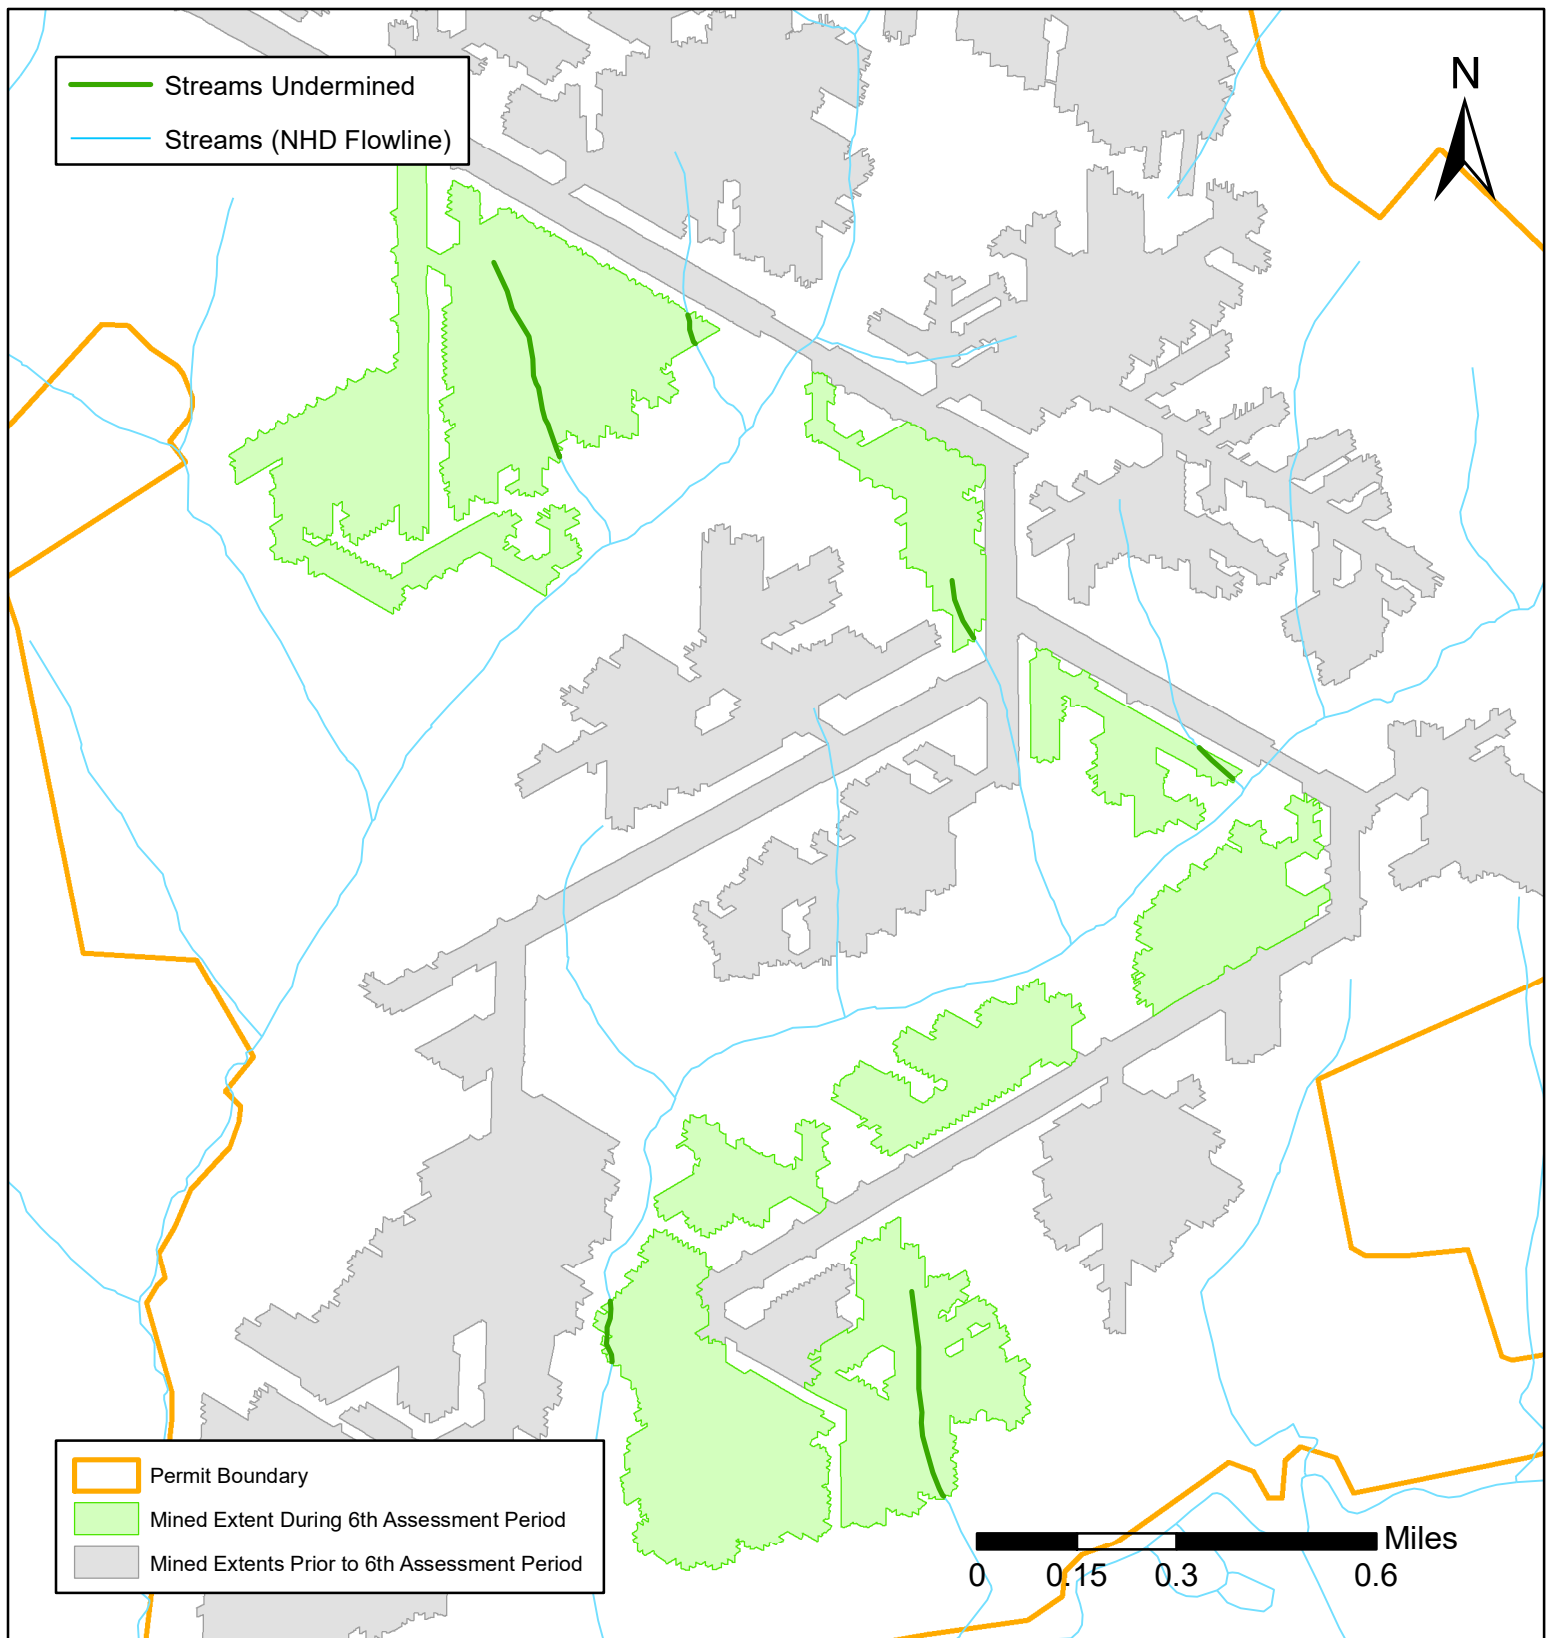 Streams Undermined
Streams (NHD Flowline)
N
Permit Boundary
Mined Extent During 6th Assessment Period
Mined Extents Prior to 6th Assessment Period
Miles
0 0.15 0.3 0.6